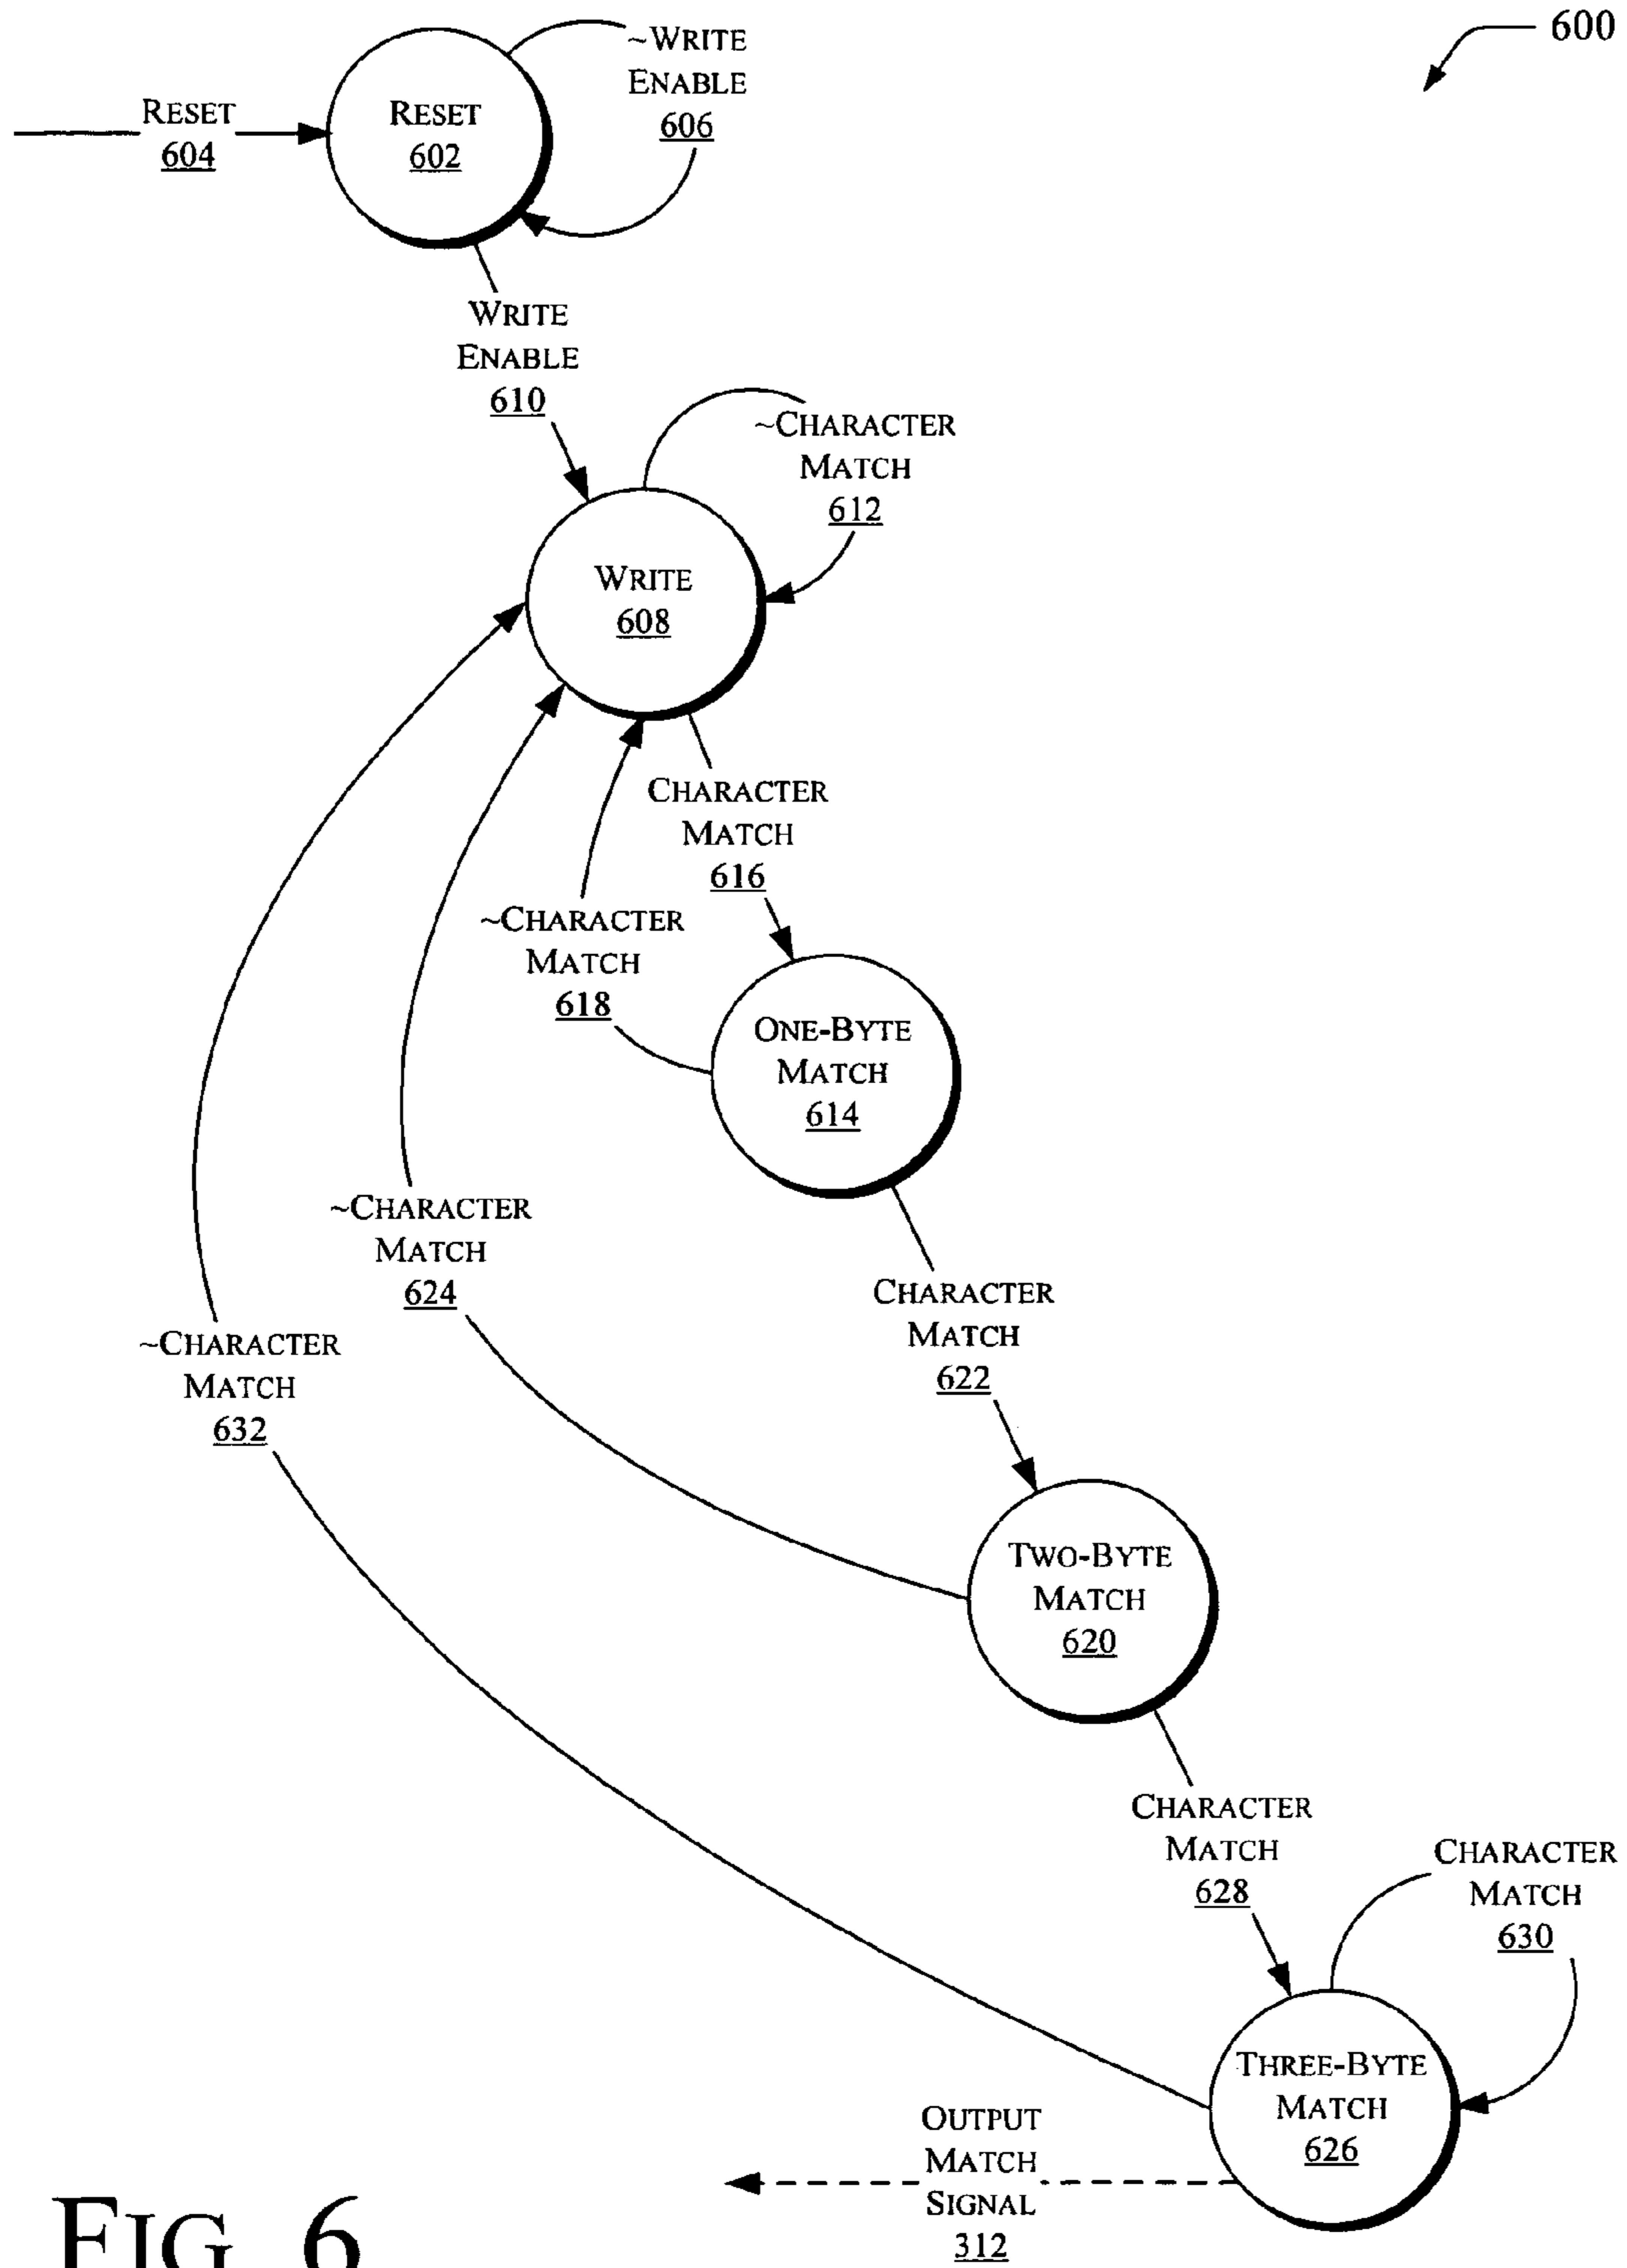 600
~WRITE
ENABLE
606
RESET
604
RESET
602
WRITE
ENABLE
610
~CHARACTER
MATCH
612
WRITE
608
CHARACTER
MATCH
616
~CHARACTER
MATCH
618
ONE-BYTE
MATCH
614
~CHARACTER
MATCH
624
CHARACTER
MATCH
622
~CHARACTER
MATCH
632
TWO-BYTE
MATCH
620
CHARACTER
MATCH
628
CHARACTER
MATCH
630
THREE-BYTE
MATCH
626
OUTPUT
MATCH
SIGNAL
312
FIG. 6